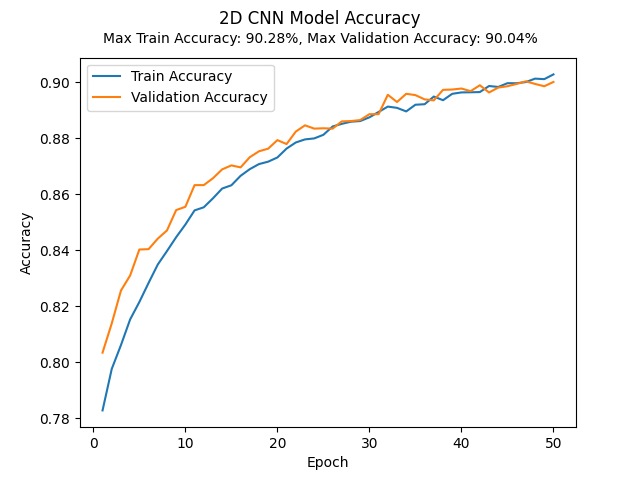 2D CNN Model Accuracy
Max Train Accuracy: 90.28%, Max Validation Accuracy: 90.04%
Train Accuracy
Validation Accuracy
0.90
0.88
0.86
0.84
0.82
0.80
0.78
Accuracy
0 10 20 30 40 50
Epoch